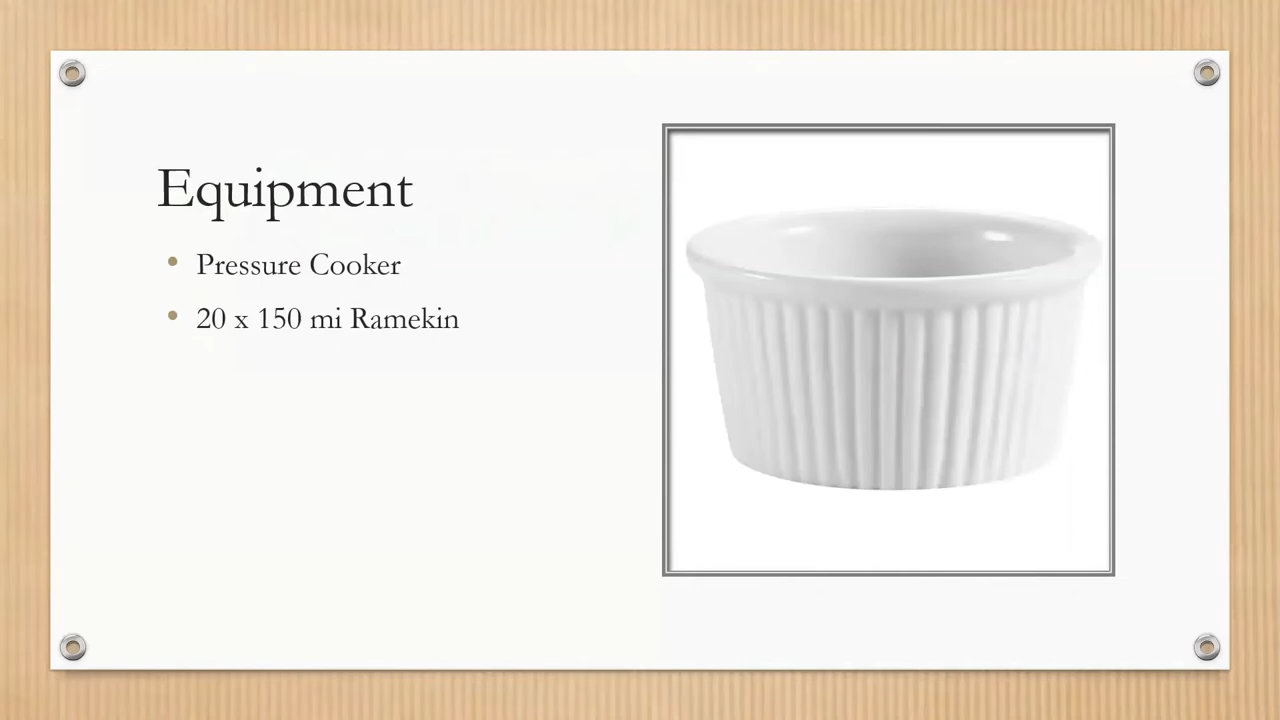 Equipment
• Pressure Cooker
• 20 x 150 mi Ramekin